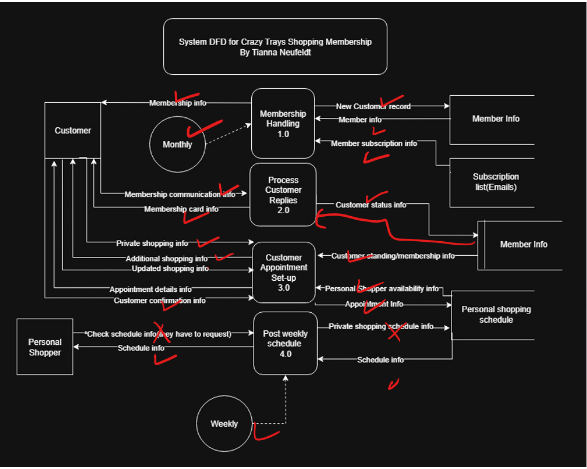 System DFD for Crazy Trays Shopping Membership
By Tianna Neufeldt
Membership info
Membership
Handling
1.0
New Customer record
Member info
Member Info
Customer
Monthly
Member subscription info
Subscription
list(Emails)
Process
Customer
Replies
2.0
Membership communication info
Membership card info
Customer status info
Member Info
Private shopping info
Additional shopping info
Updated shopping info
Customer
Appointment
Set-up
3.0
Customer standing/membership info
Appointment details info
Customer confirmation info
Personal Shopper availability info
Appointment Info
Personal shopping
schedule
Personal
Shopper
*Check schedule info(they have to request)
Schedule info
Post weekly
schedule
4.0
Private shopping schedule info
Schedule info
Weekly